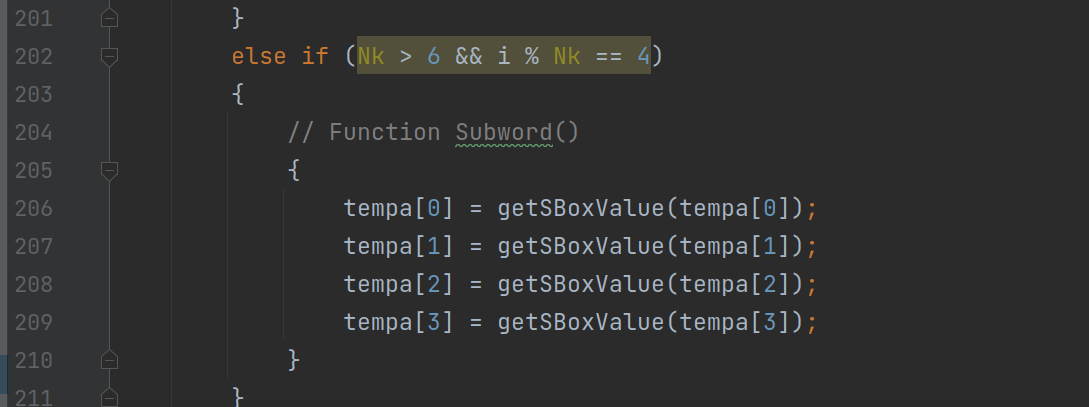 201 }
202 else if (Nk > 6 && i % Nk == 4)
203 {
204 // Function Subword()
205 {
206 tempa[0] = getSBoxValue(tempa[0]);
207 tempa[1] = getSBoxValue(tempa[1]);
208 tempa[2] = getSBoxValue(tempa[2]);
209 tempa[3] = getSBoxValue(tempa[3]);
210 }
211 }